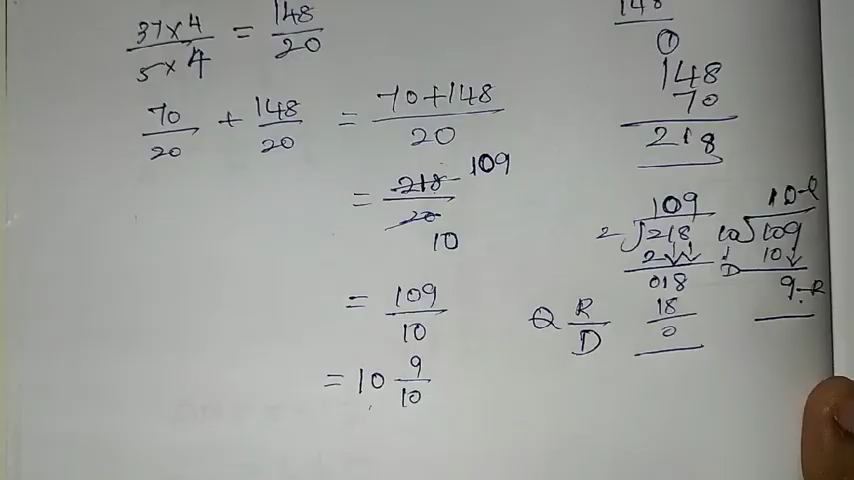 37×4/5×4 = 148/20
70/20 + 148/20 = 70+148/20
= 218/20 109
10
= 109/10
= 10 9/10
148
0
148
70
218
109
2)218
2
018
18
0
10-Q
10)109
D 10
9-R
Q R/D